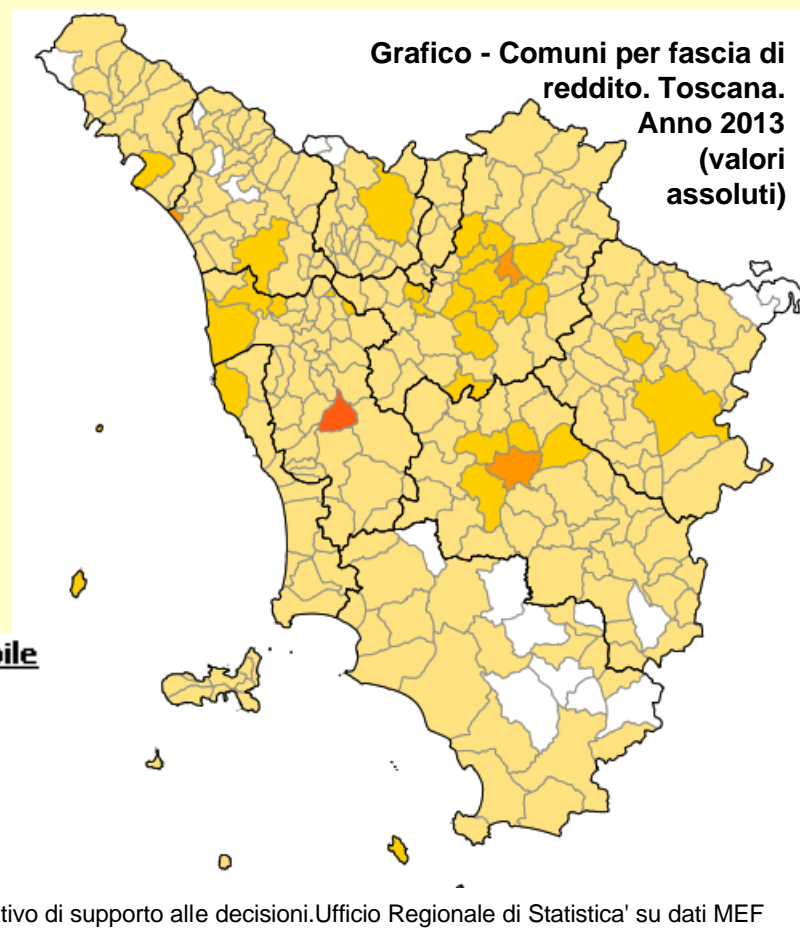 Grafico - Comuni per fascia di
reddito. Toscana.
Anno 2013
(valori
assoluti)
ile
tivo di supporto alle decisioni.Ufficio Regionale di Statistica' su dati MEF